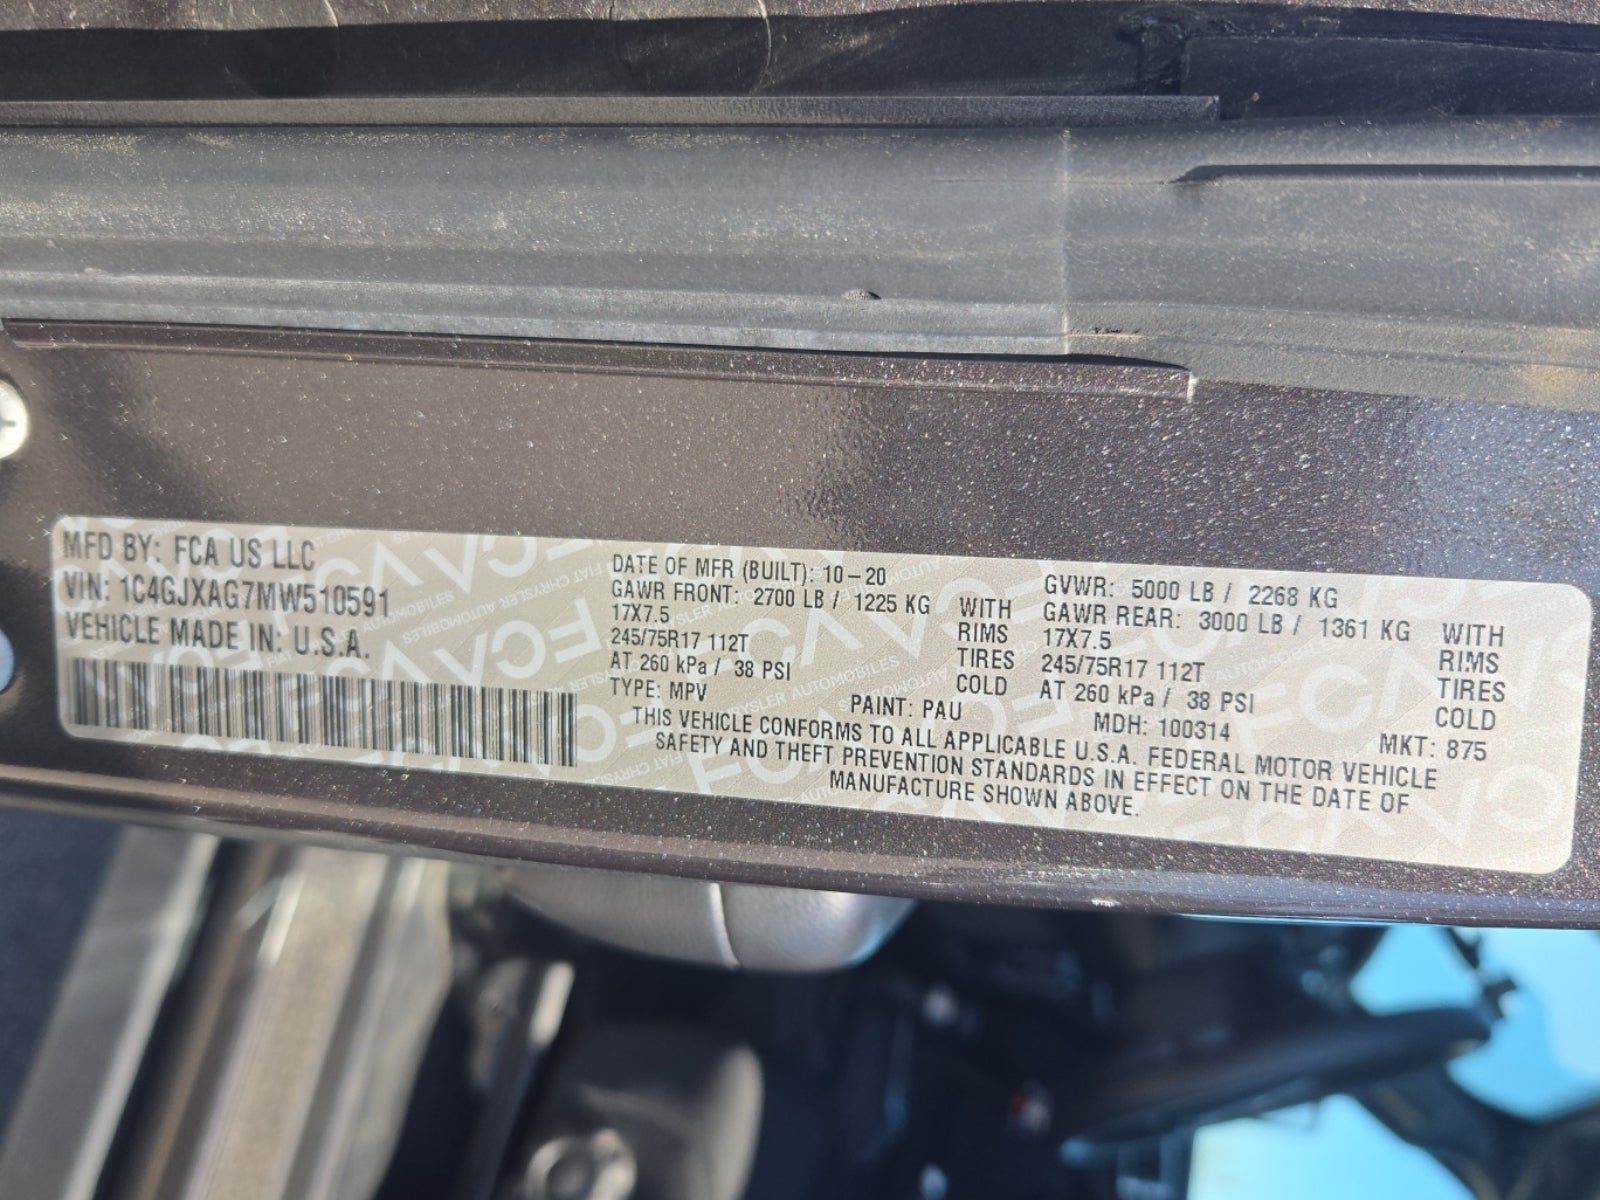 MFD BY: FCA US LLC
VIN: 1C4GJXAG7MW510591
VEHICLE MADE IN: U.S.A.
DATE OF MFR (BUILT): 10-20
GAWR FRONT: 2700 LB / 1225 KG WITH
17X7.5 RIMS
245/75R17 112T TIRES
AT 260 kPa / 38 PSI COLD
GVWR: 5000 LB / 2268 KG
GAWR REAR: 3000 LB / 1361 KG WITH
17X7.5 RIMS
245/75R17 112T TIRES
AT 260 kPa / 38 PSI COLD
TYPE: MPV PAINT: PAU MDH: 100314 MKT: 875
THIS VEHICLE CONFORMS TO ALL APPLICABLE U.S.A. FEDERAL MOTOR VEHICLE
SAFETY AND THEFT PREVENTION STANDARDS IN EFFECT ON THE DATE OF
MANUFACTURE SHOWN ABOVE.